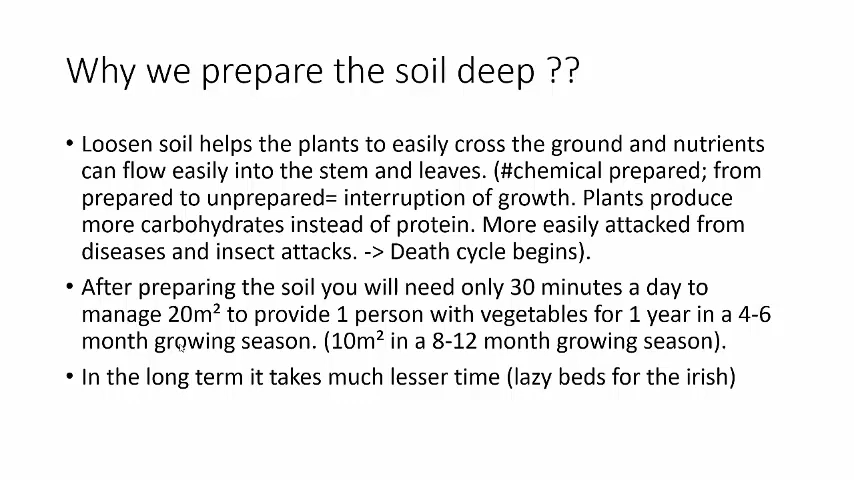 Why we prepare the soil deep ??
• Loosen soil helps the plants to easily cross the ground and nutrients
can flow easily into the stem and leaves. (#chemical prepared; from
prepared to unprepared= interruption of growth. Plants produce
more carbohydrates instead of protein. More easily attacked from
diseases and insect attacks. -> Death cycle begins).
• After preparing the soil you will need only 30 minutes a day to
manage 20m² to provide 1 person with vegetables for 1 year in a 4-6
month growing season. (10m² in a 8-12 month growing season).
• In the long term it takes much lesser time (lazy beds for the irish)